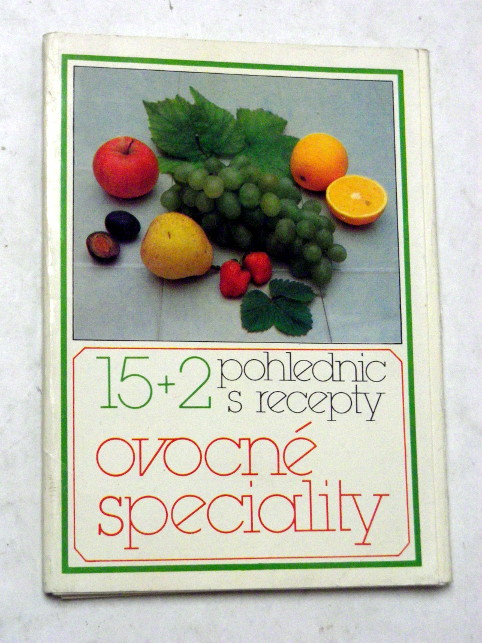 15+2 pohlednic
s recepty
ovocné
speciality